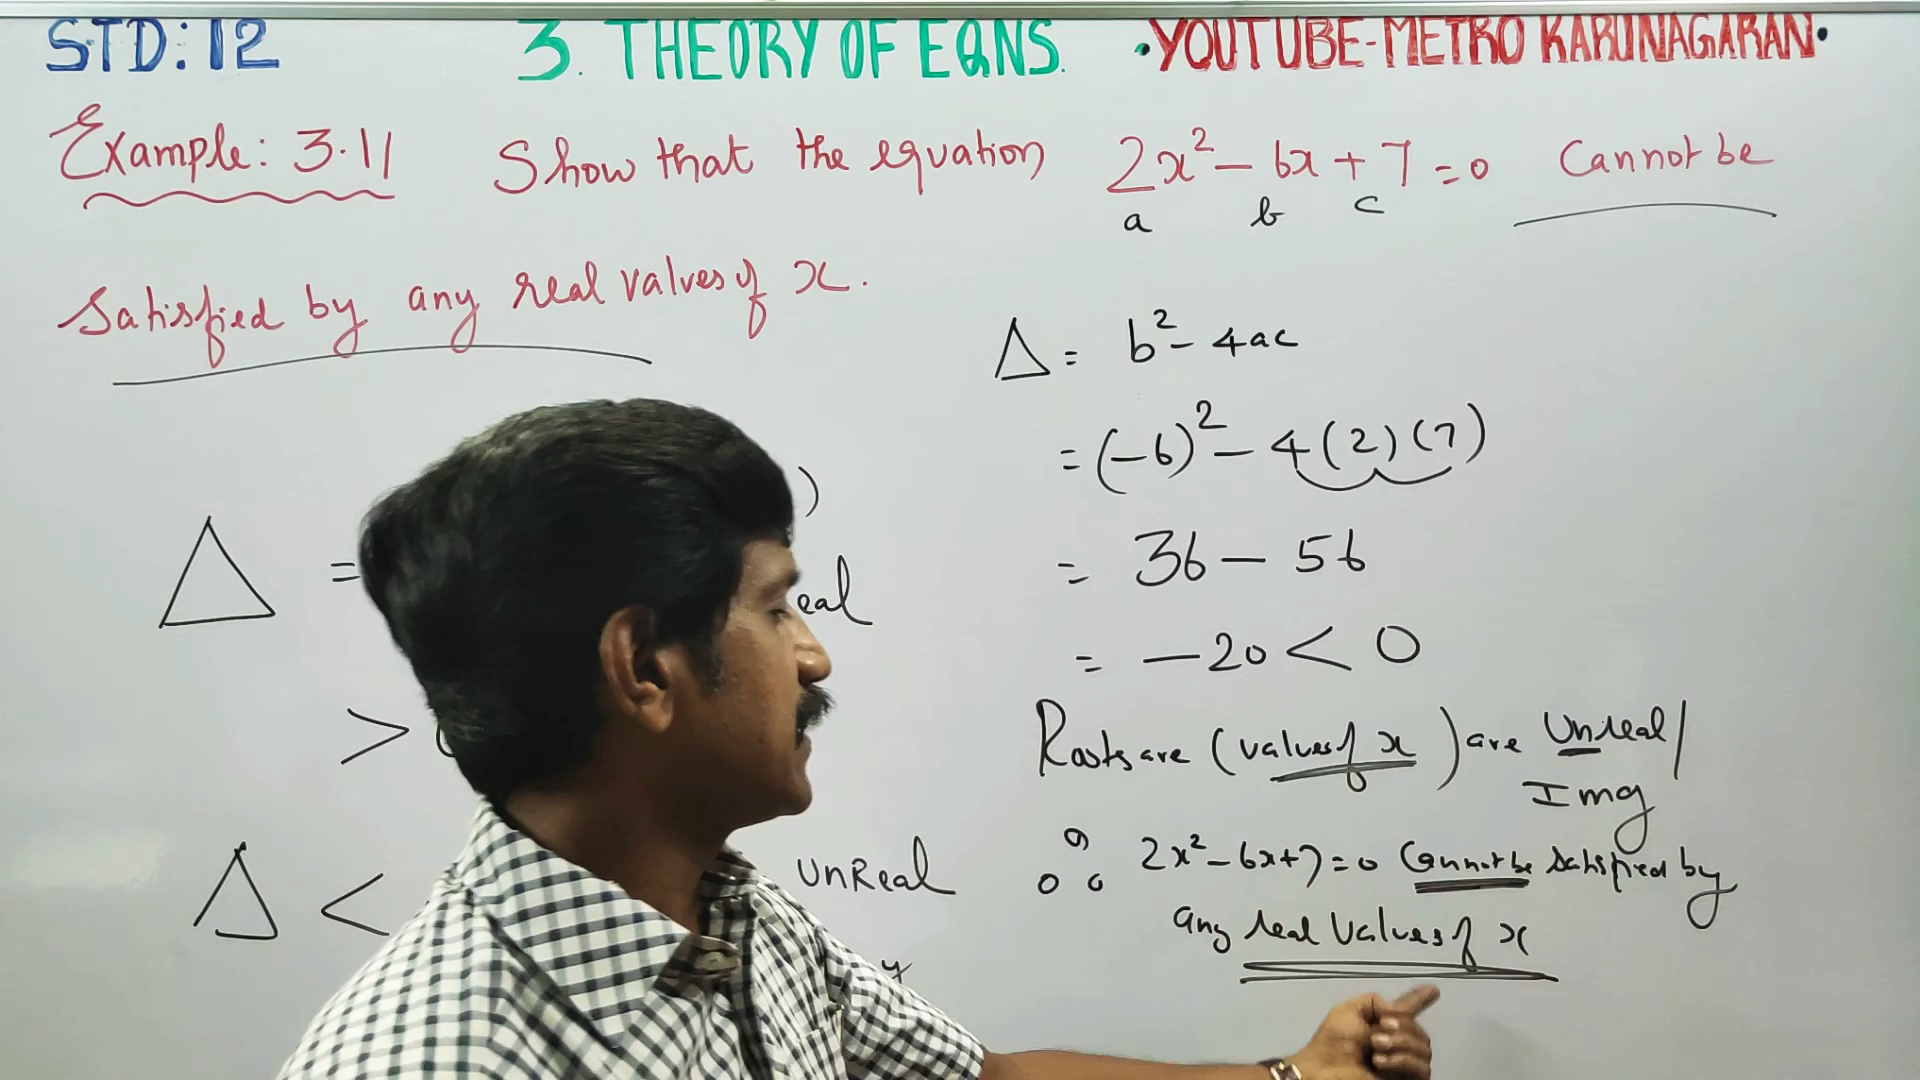 STD: 12 3. THEORY OF EQNS. •YOUTUBE-METRO KARUNAGARAN•
Example: 3.11 Show that the equation 2x² - 6x + 7 = 0 Cannot be
a b c
Satisfied by any real values of x.
Δ = b² - 4ac
= (-6)² - 4(2)(7)
)
Δ =
eal
= 36 - 56
= -20 < 0
>
Roots are (values of x) are Unreal/
Img
Δ <
UnReal
∴ 2x² - 6x + 7 = 0 Cannot be Satisfied by
any real Values of x
y